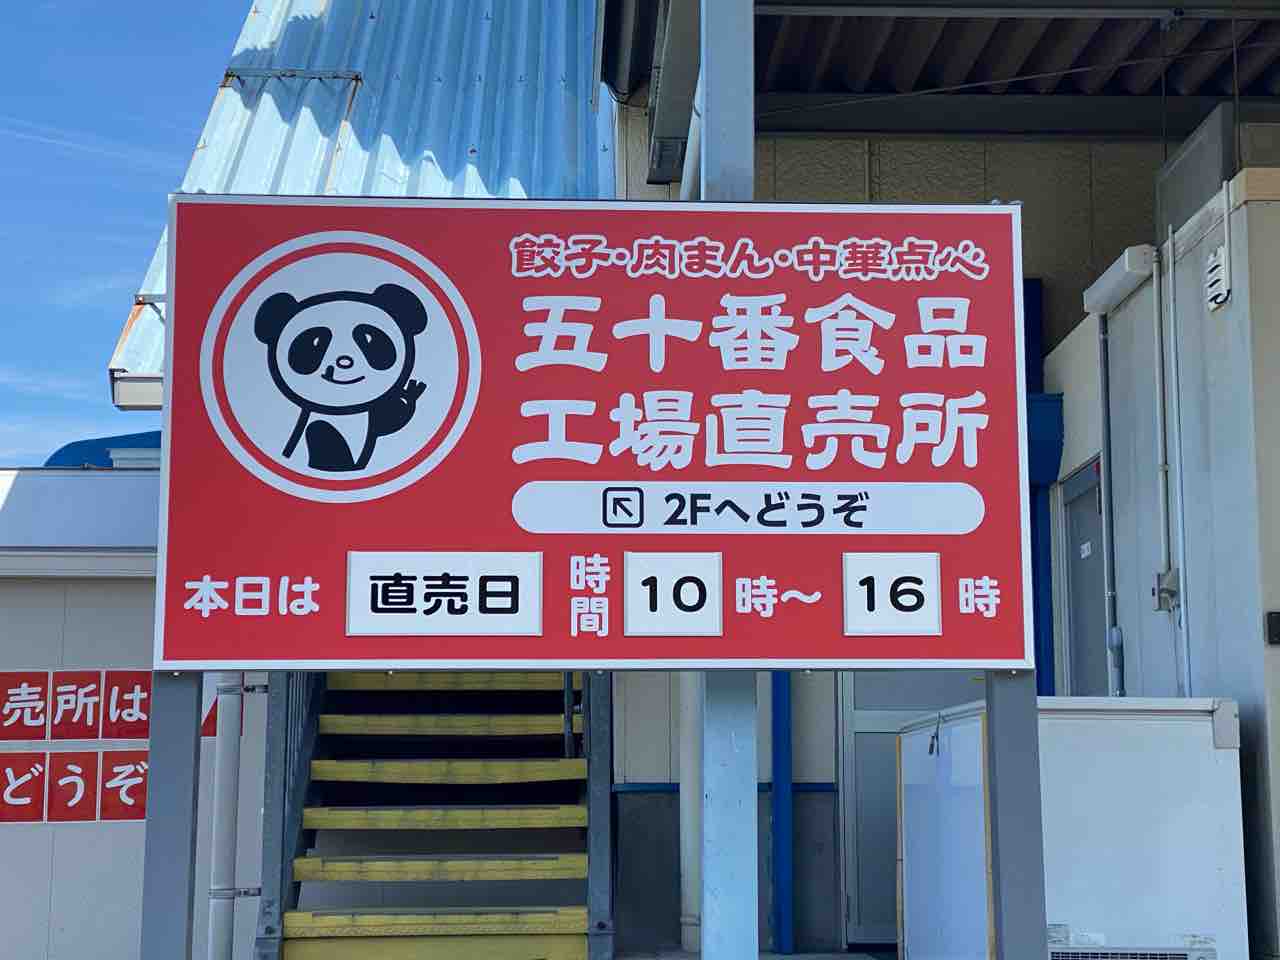 餃子・肉まん・中華点心
五十番食品
工場直売所
2Fへどうぞ
本日は 直売日 時間 10 時〜 16 時
売所は
どうぞ